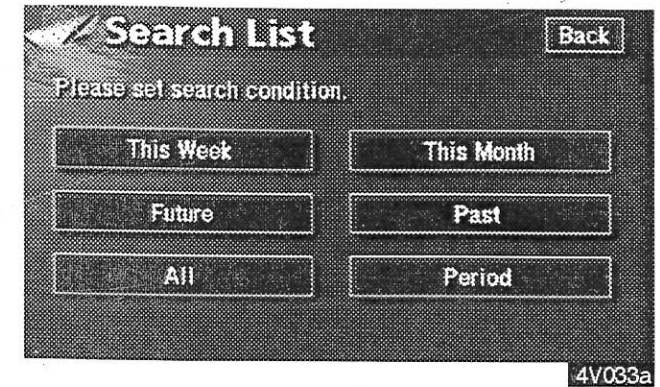 Search List
Back
Please set search condition.
This Week
This Month
Future
Past
All
Period
4V033a